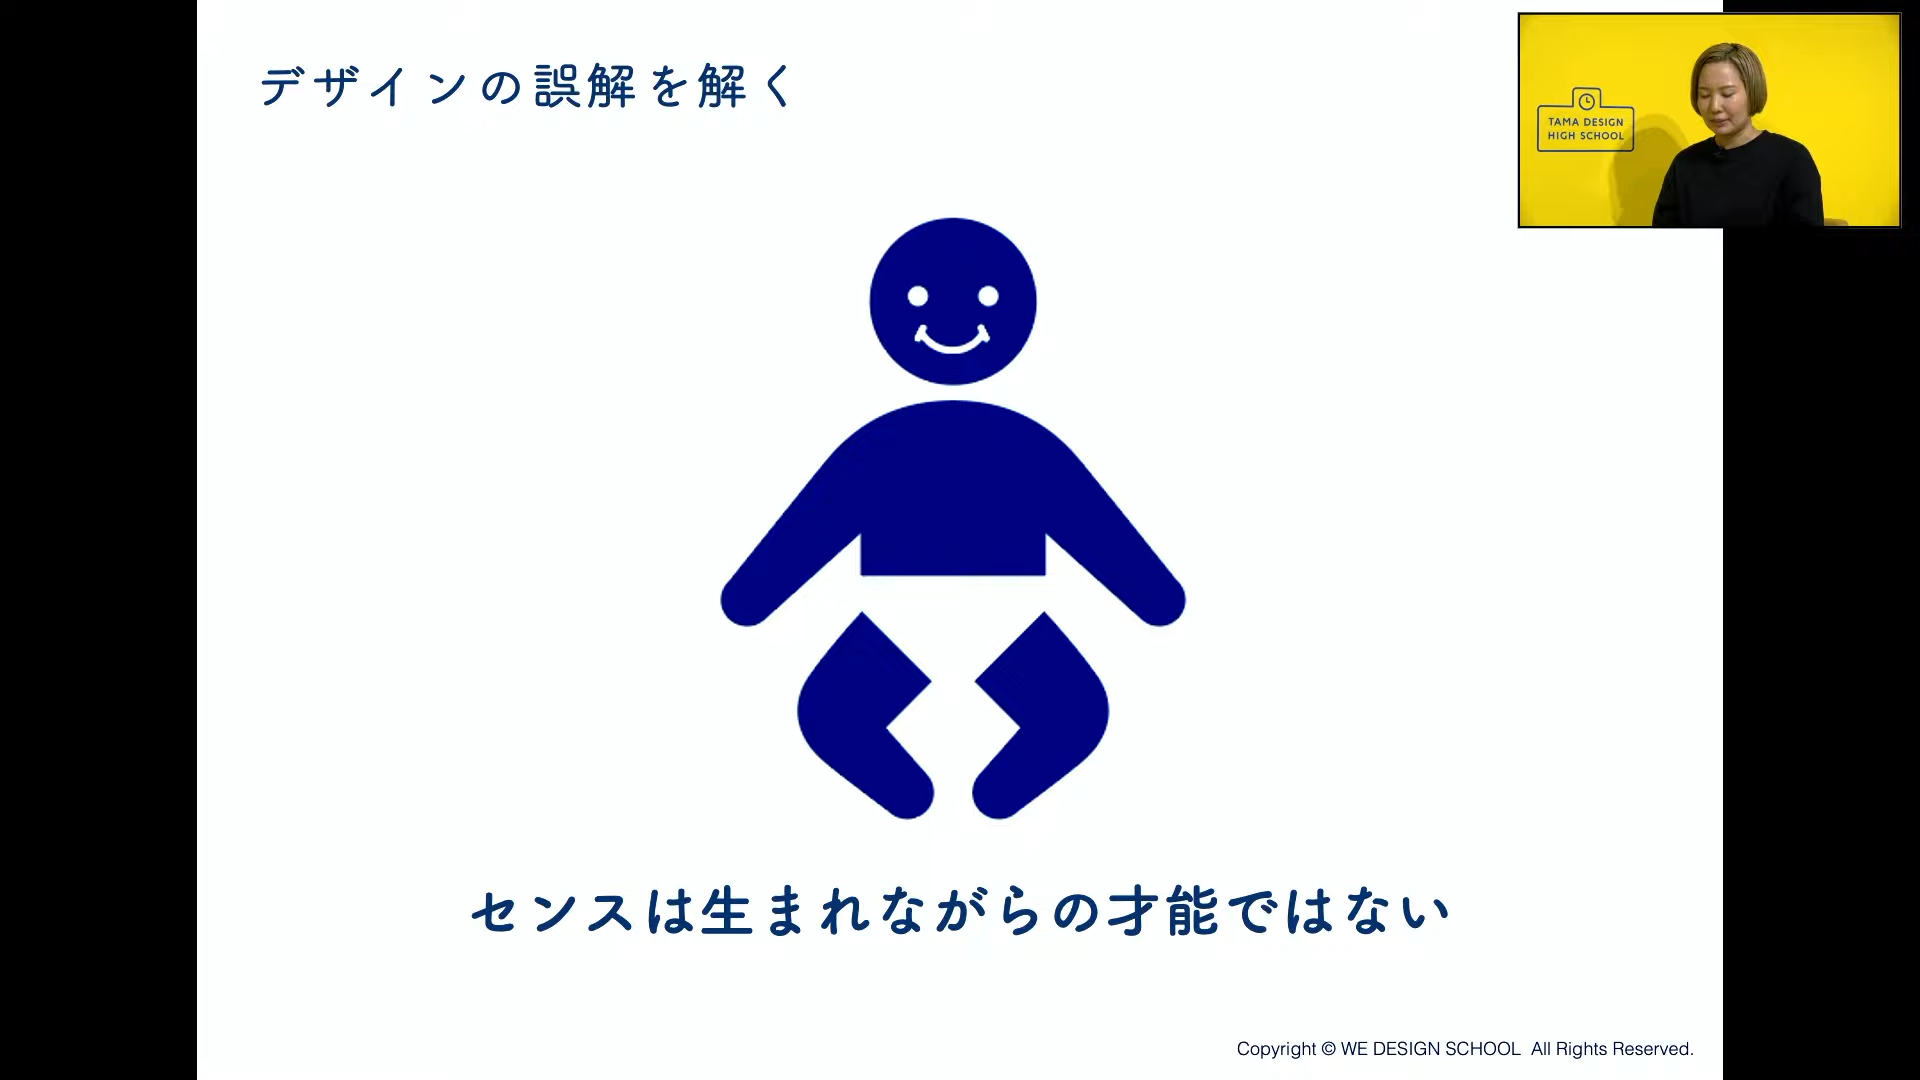 デザインの誤解を解く
TAMA DESIGN
HIGH SCHOOL
センスは生まれながらの才能ではない
Copyright © WE DESIGN SCHOOL All Rights Reserved.